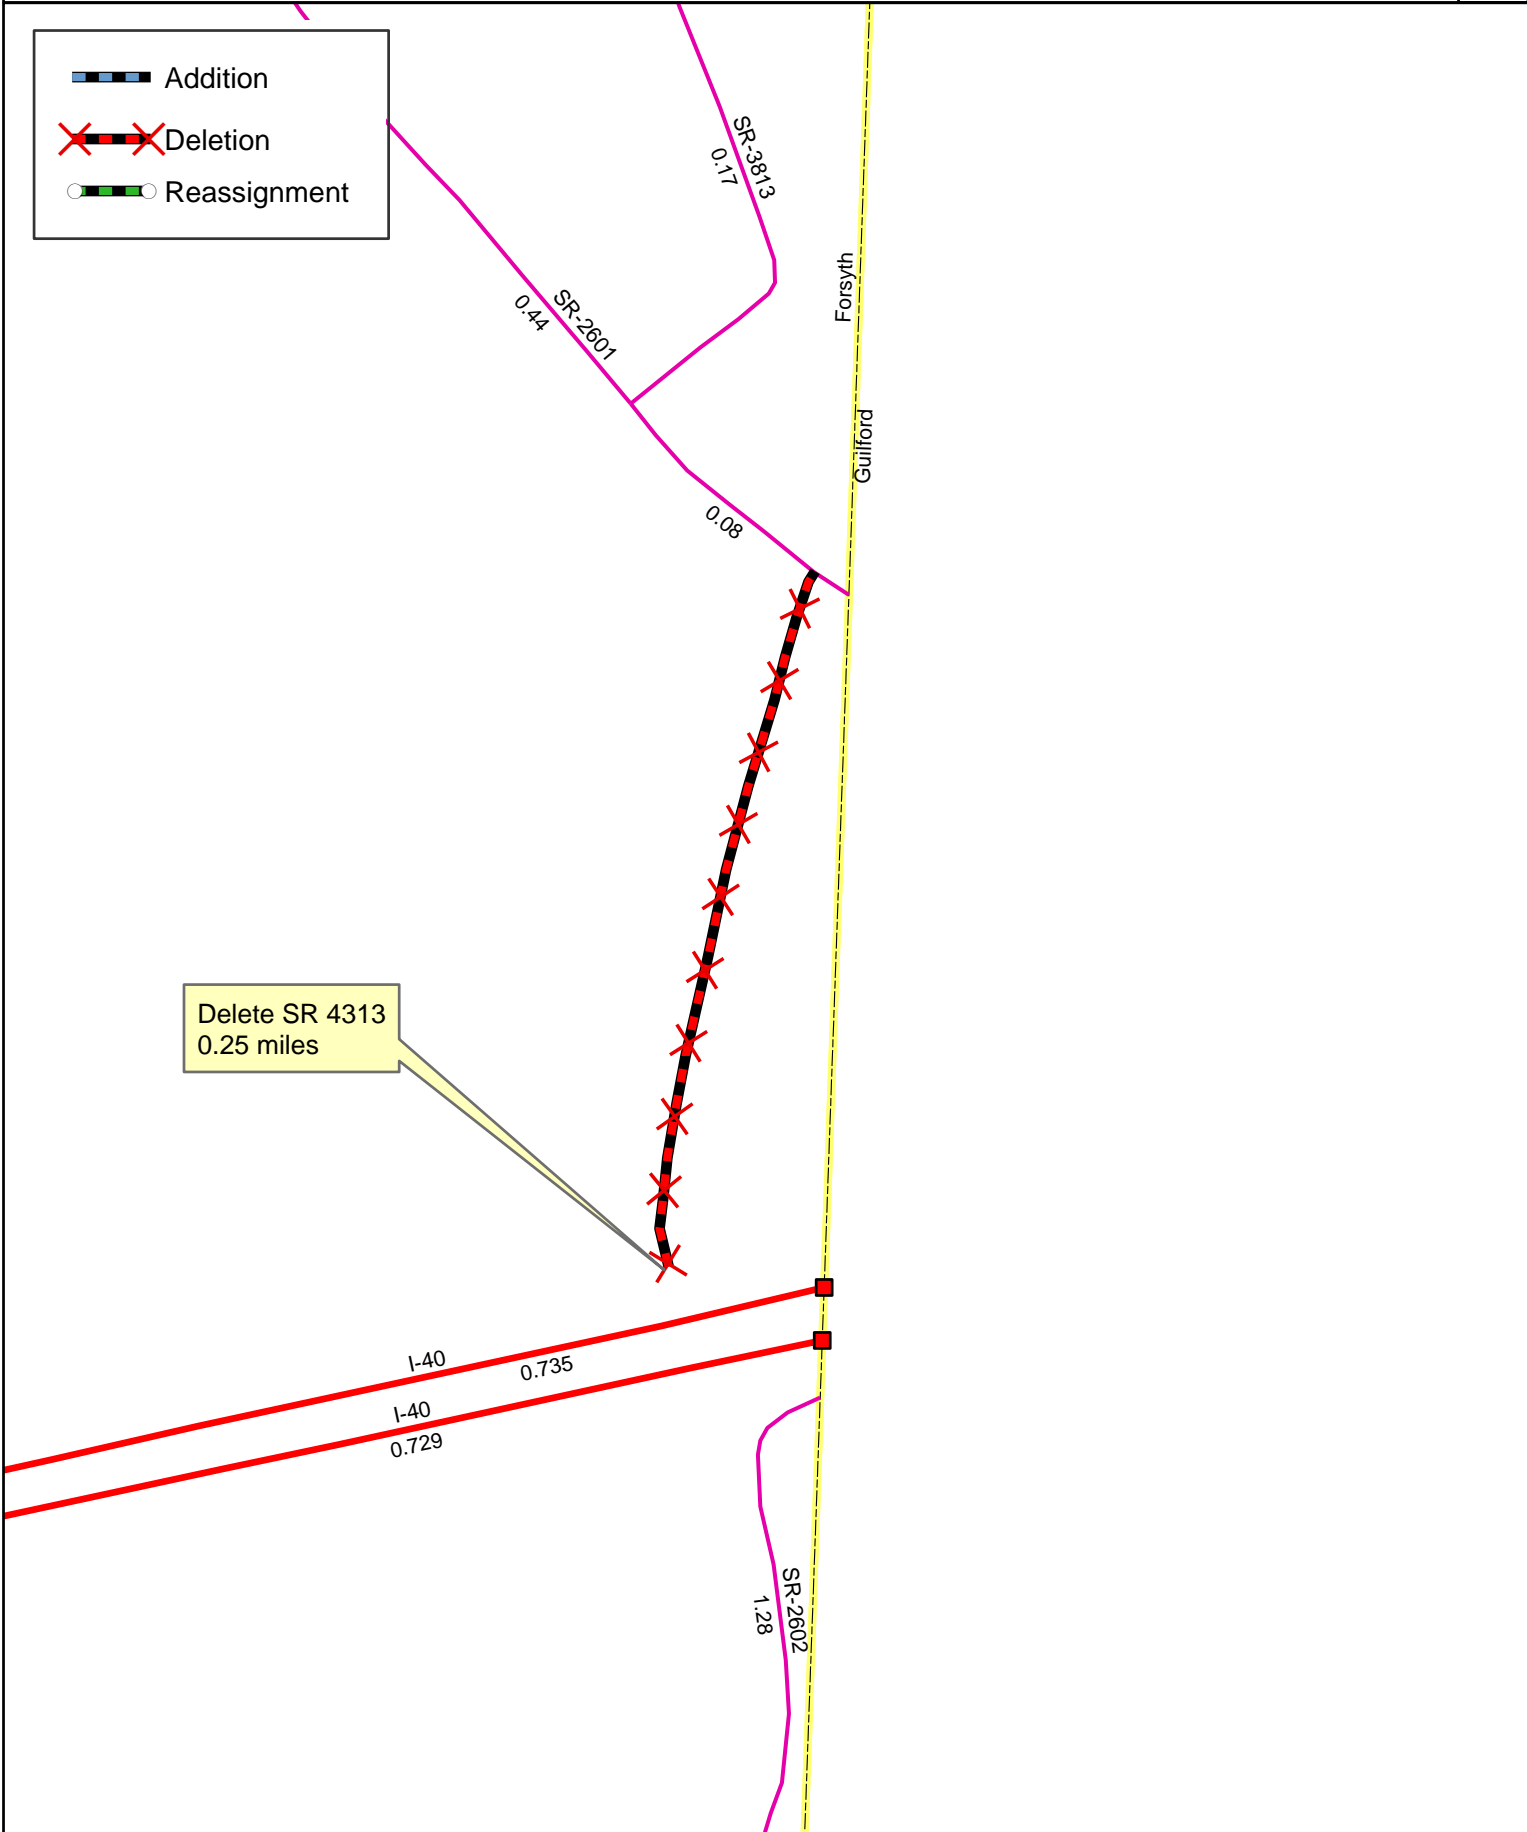 Addition
Deletion
Reassignment
SR-3813
0.17
SR-2601
0.44
Forsyth
Guilford
0.08
Delete SR 4313
0.25 miles
I-40
0.735
I-40
0.729
SR-2602
1.28